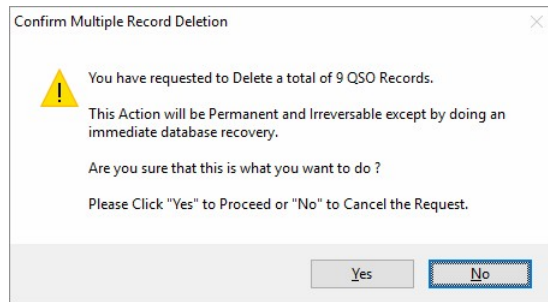 Confirm Multiple Record Deletion
You have requested to Delete a total of 9 QSO Records.
This Action will be Permanent and Irreversable except by doing an
immediate database recovery.
Are you sure that this is what you want to do ?
Please Click "Yes" to Proceed or "No" to Cancel the Request.
Yes
No